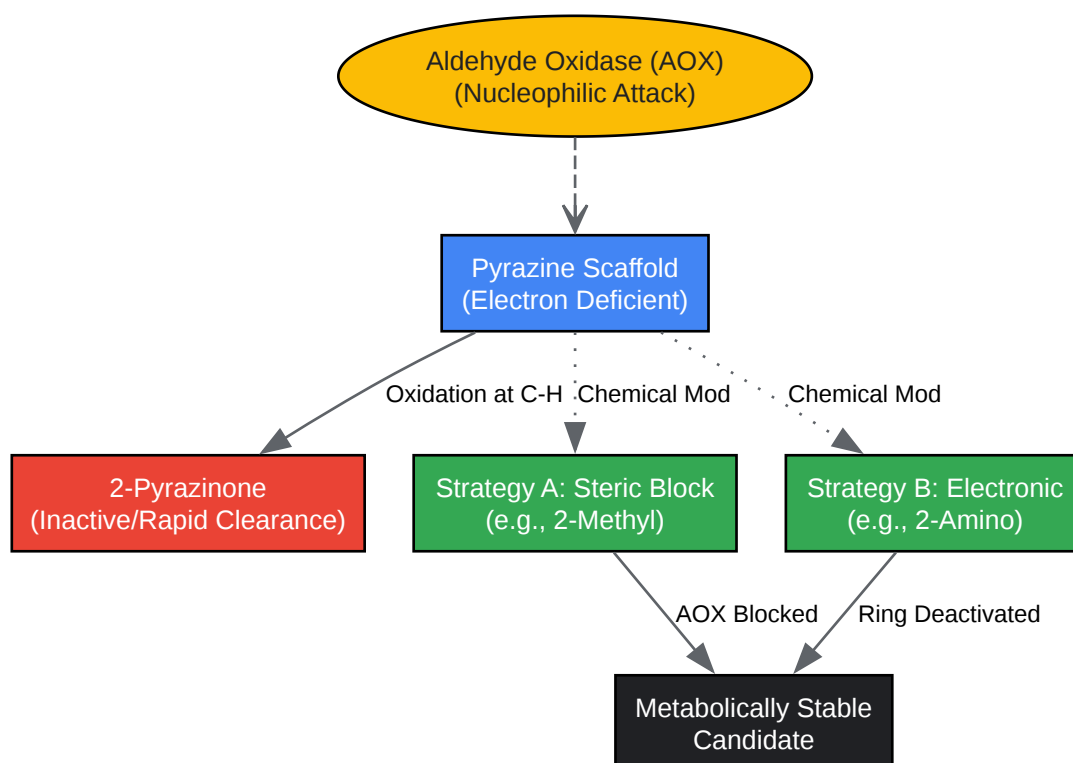 Aldehyde Oxidase (AOX)
(Nucleophilic Attack)
Pyrazine Scaffold
(Electron Deficient)
Oxidation at C-H
Chemical Mod
Chemical Mod
2-Pyrazinone
(Inactive/Rapid Clearance)
Strategy A: Steric Block
(e.g., 2-Methyl)
Strategy B: Electronic
(e.g., 2-Amino)
AOX Blocked
Ring Deactivated
Metabolically Stable
Candidate